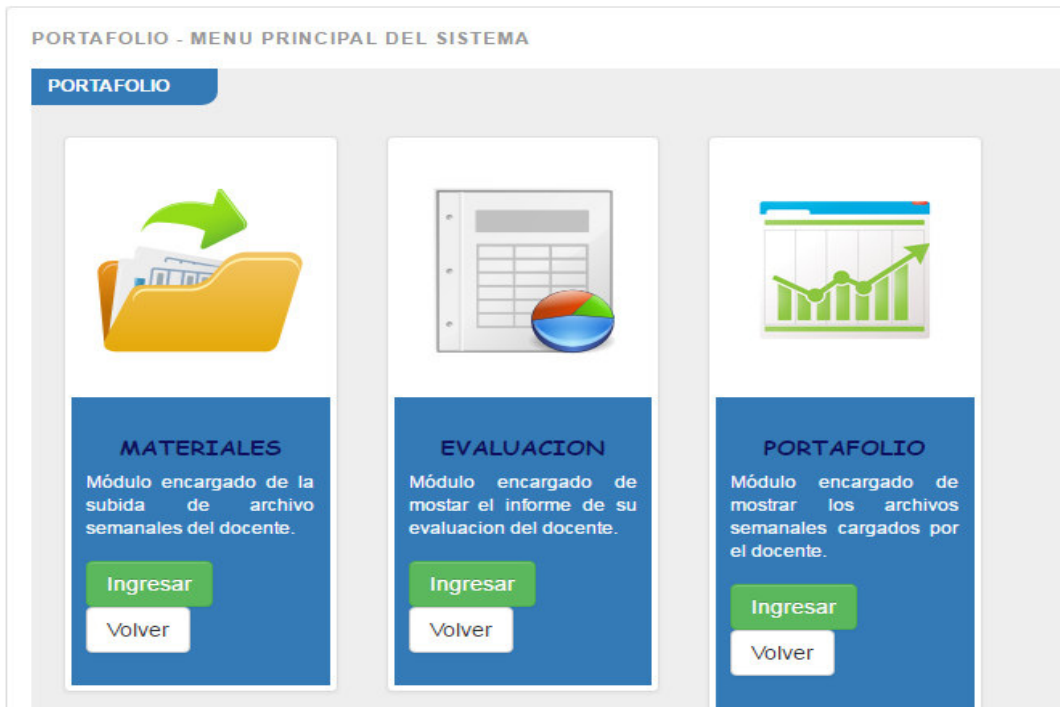 PORTAFOLIO - MENU PRINCIPAL DEL SISTEMA
PORTAFOLIO
MATERIALES
Módulo encargado de la
subida de archivo
semanales del docente.
Ingresar
Volver
EVALUACION
Módulo encargado de
mostar el informe de su
evaluacion del docente.
Ingresar
Volver
PORTAFOLIO
Módulo encargado de
mostrar los archivos
semanales cargados por
el docente.
Ingresar
Volver